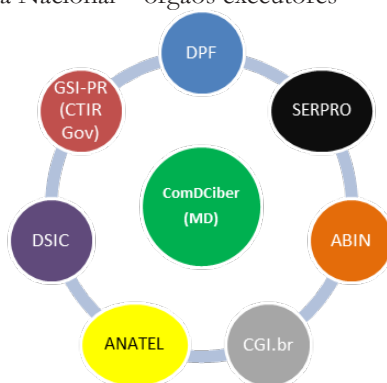 a Nacional – órgãos executores
DPF
GSI-PR
(CTIR
Gov)
SERPRO
ComDCiber
(MD)
DSIC
ABIN
ANATEL
CGI.br